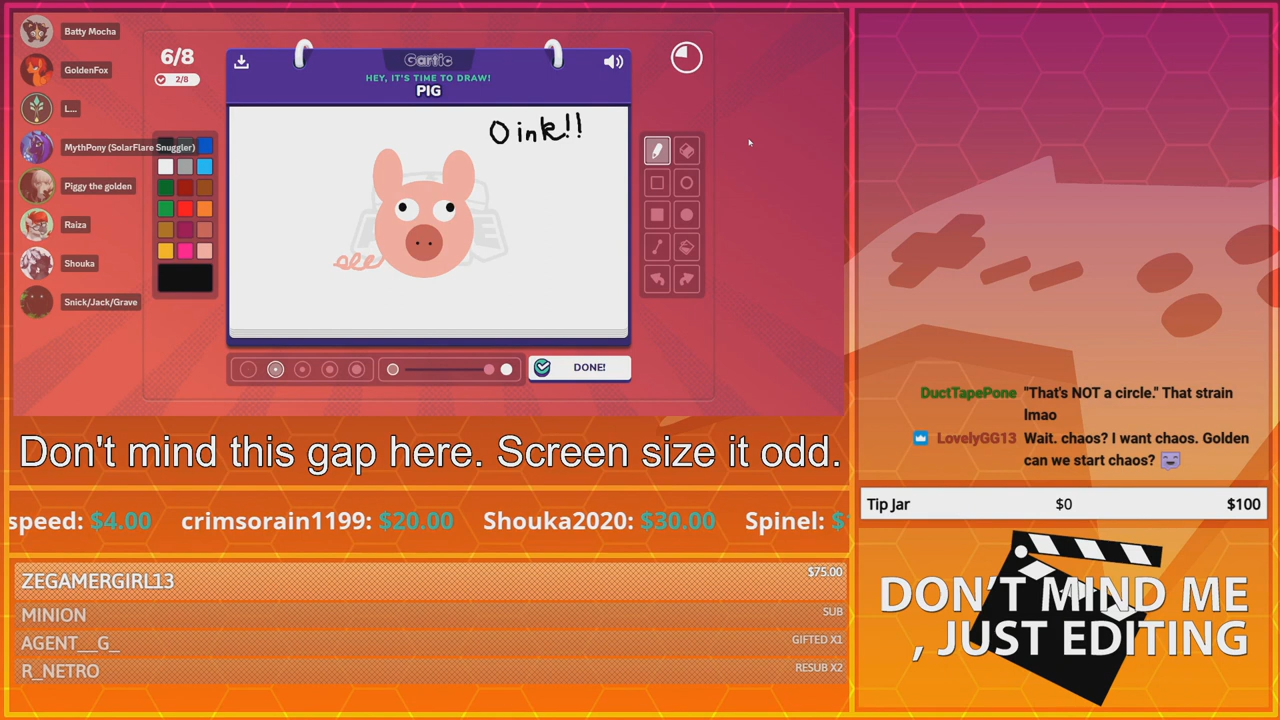 Batty Mocha
GoldenFox
L...
MythPony (SolarFlare Snuggler)
Piggy the golden
Raiza
Shouka
Snick/Jack/Grave
6/8
2/8
Gartic
HEY, IT'S TIME TO DRAW!
PIG
Oink!!
DONE!
Don't mind this gap here. Screen size it odd.
speed: $4.00 crimsorain1199: $20.00 Shouka2020: $30.00 Spinel: $
ZEGAMERGIRL13 $75.00
MINION SUB
AGENT__G_ GIFTED X1
R_NETRO RESUB X2
DuctTapePone "That's NOT a circle." That strain
lmao
LovelyGG13 Wait. chaos? I want chaos. Golden
can we start chaos?
Tip Jar $0 $100
DON'T MIND ME
, JUST EDITING